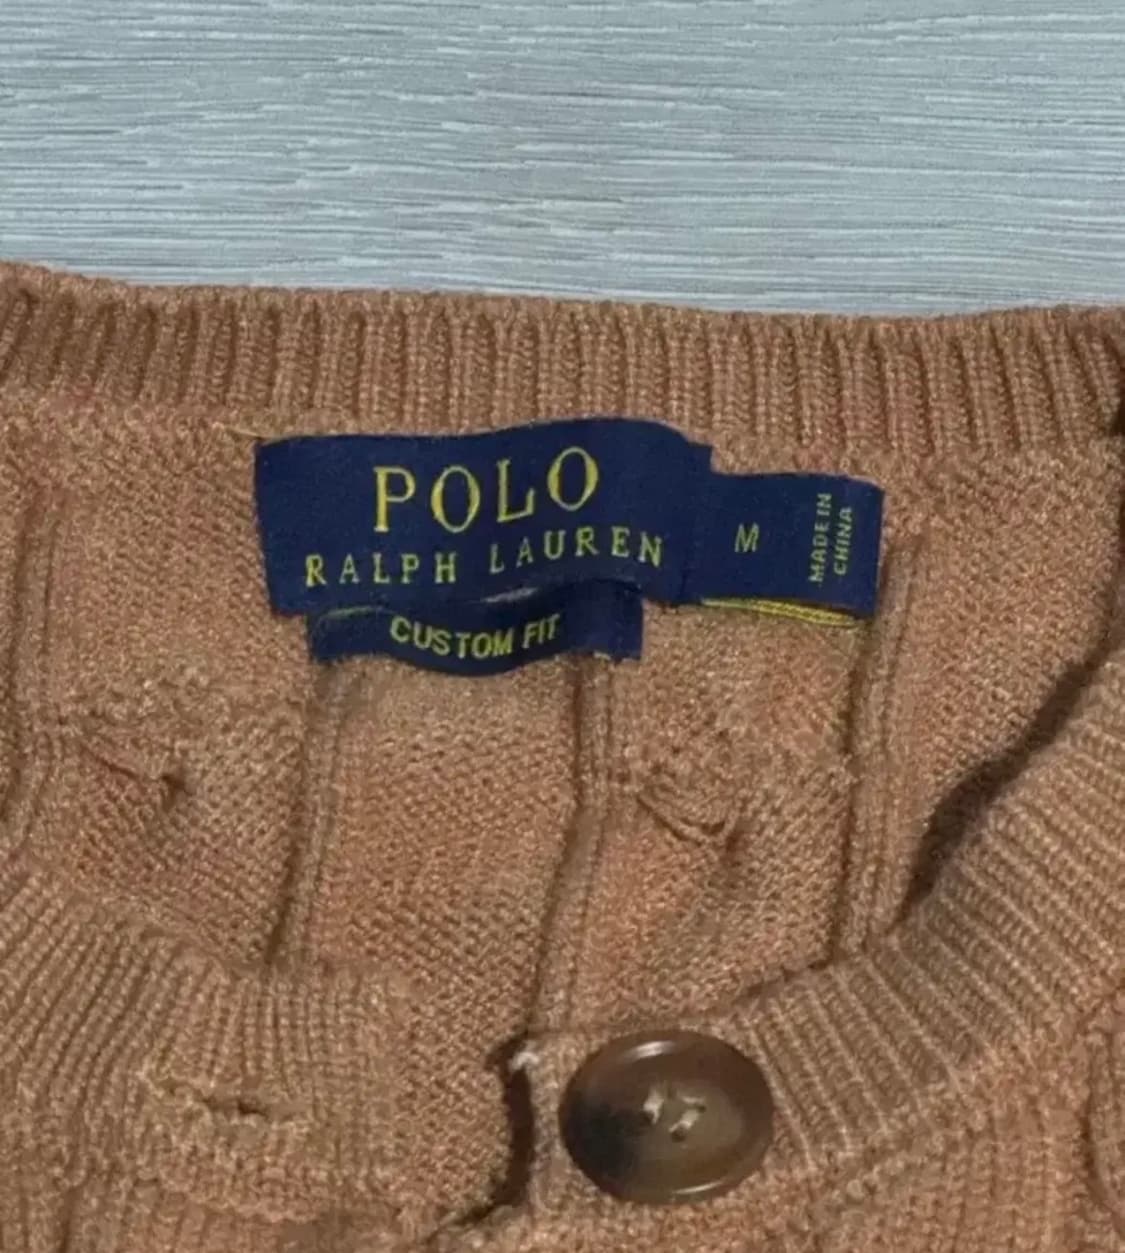 POLO
RALPH LAUREN
CUSTOM FIT
M
MADE IN
CHINA